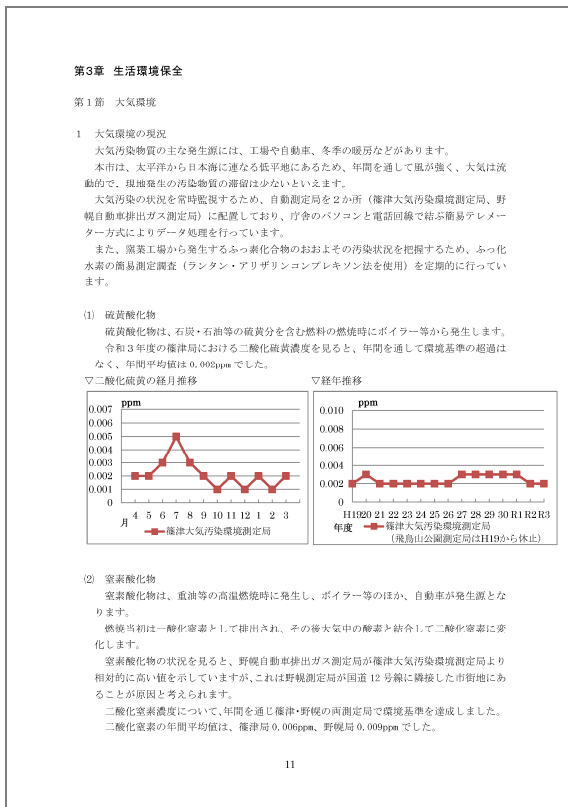 第3章 生活環境保全
第1節 大気環境
1 大気環境の現況
大気汚染物質の主な発生源には、工場や自動車、冬季の暖房などがあります。
本市は、太平洋から日本海に連なる低平地にあるため、年間を通して風が強く、大気は流
動的で、現地発生の汚染物質の滞留は少ないといえます。
大気汚染の状況を常時監視するため、自動測定局を2か所（篠津大気汚染環境測定局、野
幌自動車排出ガス測定局）に配置しており、庁舎のパソコンと電話回線で結ぶ簡易テレメー
ター方式によりデータ処理を行っています。
また、窯業工場から発生するふっ素化合物のおおよその汚染状況を把握するため、ふっ化
水素の簡易測定調査（ランタン・アリザリンコンプレキソン法を使用）を定期的に行ってい
ます。
⑴ 硫黄酸化物
硫黄酸化物は、石炭・石油等の硫黄分を含む燃料の燃焼時にボイラー等から発生します。
令和3年度の篠津局における二酸化硫黄濃度を見ると、年間を通して環境基準の超過は
なく、年間平均値は0.002ppmでした。
▽二酸化硫黄の経月推移
ppm
0.007
0.006
0.005
0.004
0.003
0.002
0.001
0
月
4 5 6 7 8 9 10 11 12 1 2 3
篠津大気汚染環境測定局
▽経年推移
ppm
0.010
0.008
0.006
0.004
0.002
0
H19 20 21 22 23 24 25 26 27 28 29 30 R1 R2 R3
年度
篠津大気汚染環境測定局
(飛鳥山公園測定局はH19から休止)
⑵ 窒素酸化物
窒素酸化物は、重油等の高温燃焼時に発生し、ボイラー等のほか、自動車が発生源とな
ります。
燃焼当初は一酸化窒素として排出され、その後大気中の酸素と結合して二酸化窒素に変
化します。
窒素酸化物の状況を見ると、野幌自動車排出ガス測定局が篠津大気汚染環境測定局より
相対的に高い値を示していますが、これは野幌測定局が国道12号線に隣接した市街地にあ
ることが原因と考えられます。
二酸化窒素濃度について、年間を通じ篠津・野幌の両測定局で環境基準を達成しました。
二酸化窒素の年間平均値は、篠津局0.006ppm、野幌局0.009ppmでした。
11